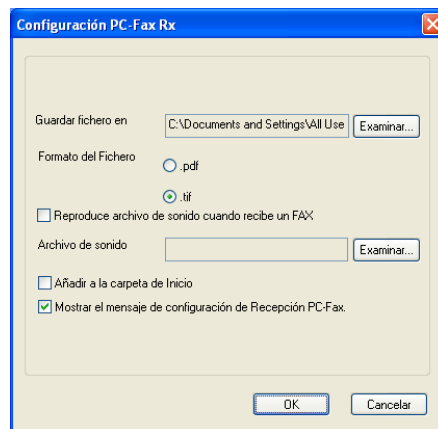 Configuración PC-Fax Rx
Guardar fichero en C:\Documents and Settings\All Use Examinar...
Formato del Fichero .pdf
.tif
Reproduce archivo de sonido cuando recibe un FAX
Archivo de sonido Examinar...
Añadir a la carpeta de Inicio
Mostrar el mensaje de configuración de Recepción PC-Fax.
OK Cancelar